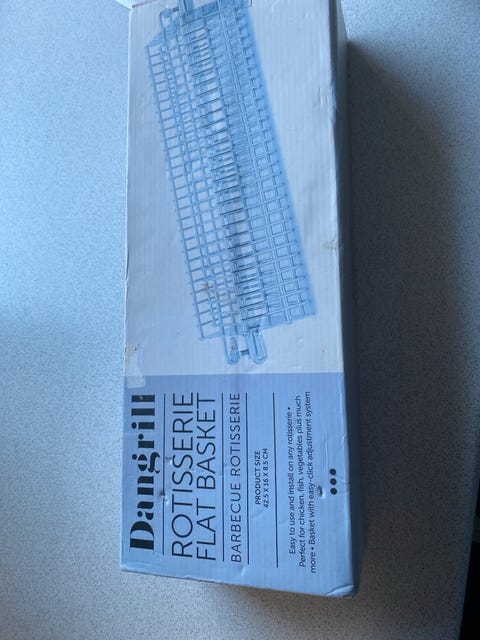 Dangrill
ROTISSERIE
FLAT BASKET
BARBECUE ROTISSERIE
PRODUCT SIZE
42.5 X 16 X 8.5 CM
Easy to use and install on any rotisserie •
Perfect for chicken, fish, vegetables plus much
more • Basket with easy-click adjustment system